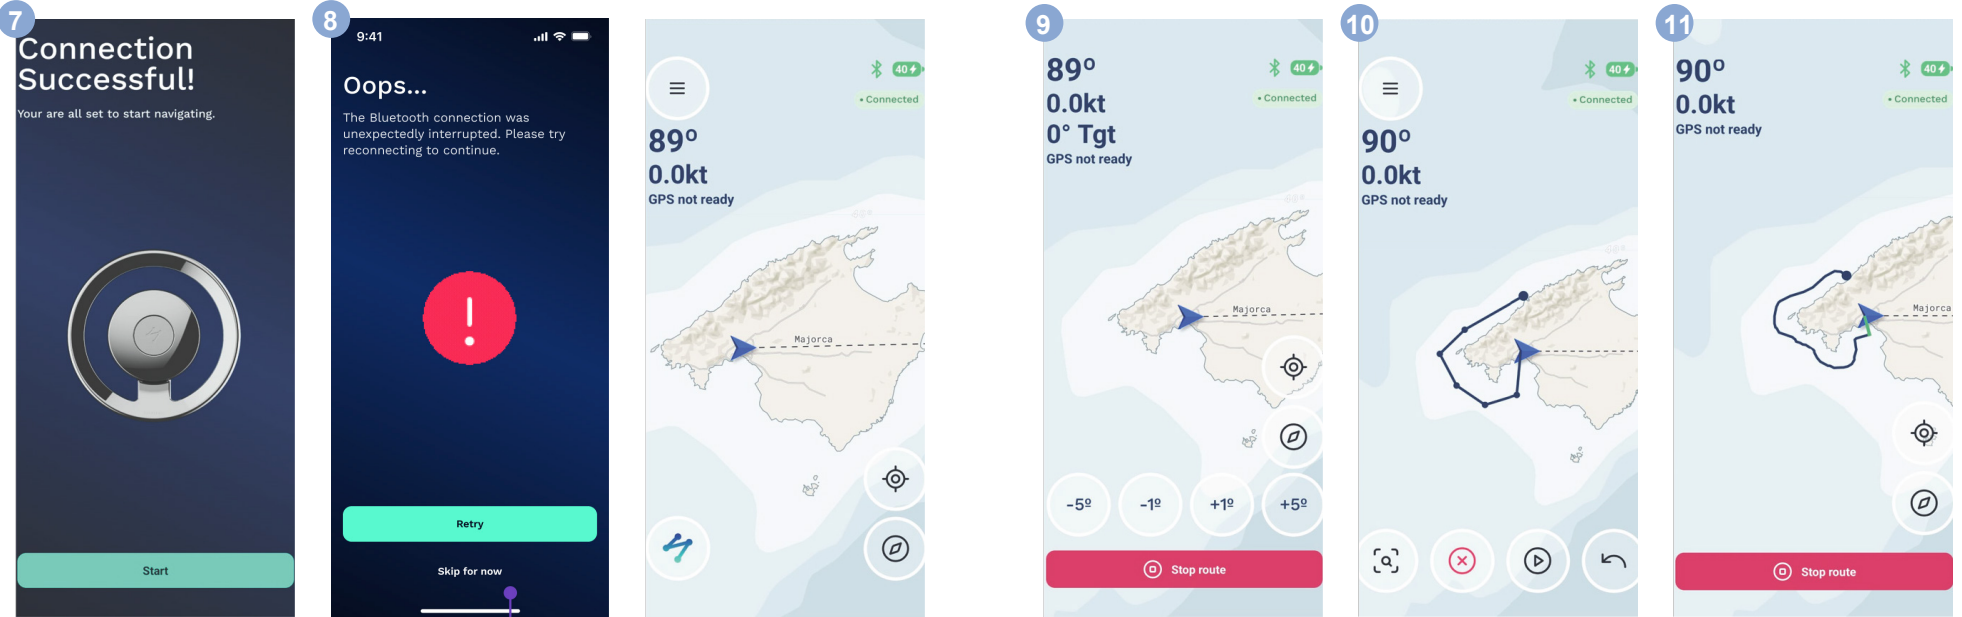 7
Connection
Successful!
Your are all set to start navigating.
Start
8
9:41
Oops...
The Bluetooth connection was
unexpectedly interrupted. Please try
reconnecting to continue.
Retry
Skip for now
40
• Connected
89º
0.0kt
GPS not ready
Majorca
9
89º
0.0kt
0° Tgt
GPS not ready
40
• Connected
Majorca
-5º
-1º
+1º
+5º
Stop route
10
40
• Connected
90º
0.0kt
GPS not ready
11
90º
0.0kt
GPS not ready
40
• Connected
Majorca
Stop route